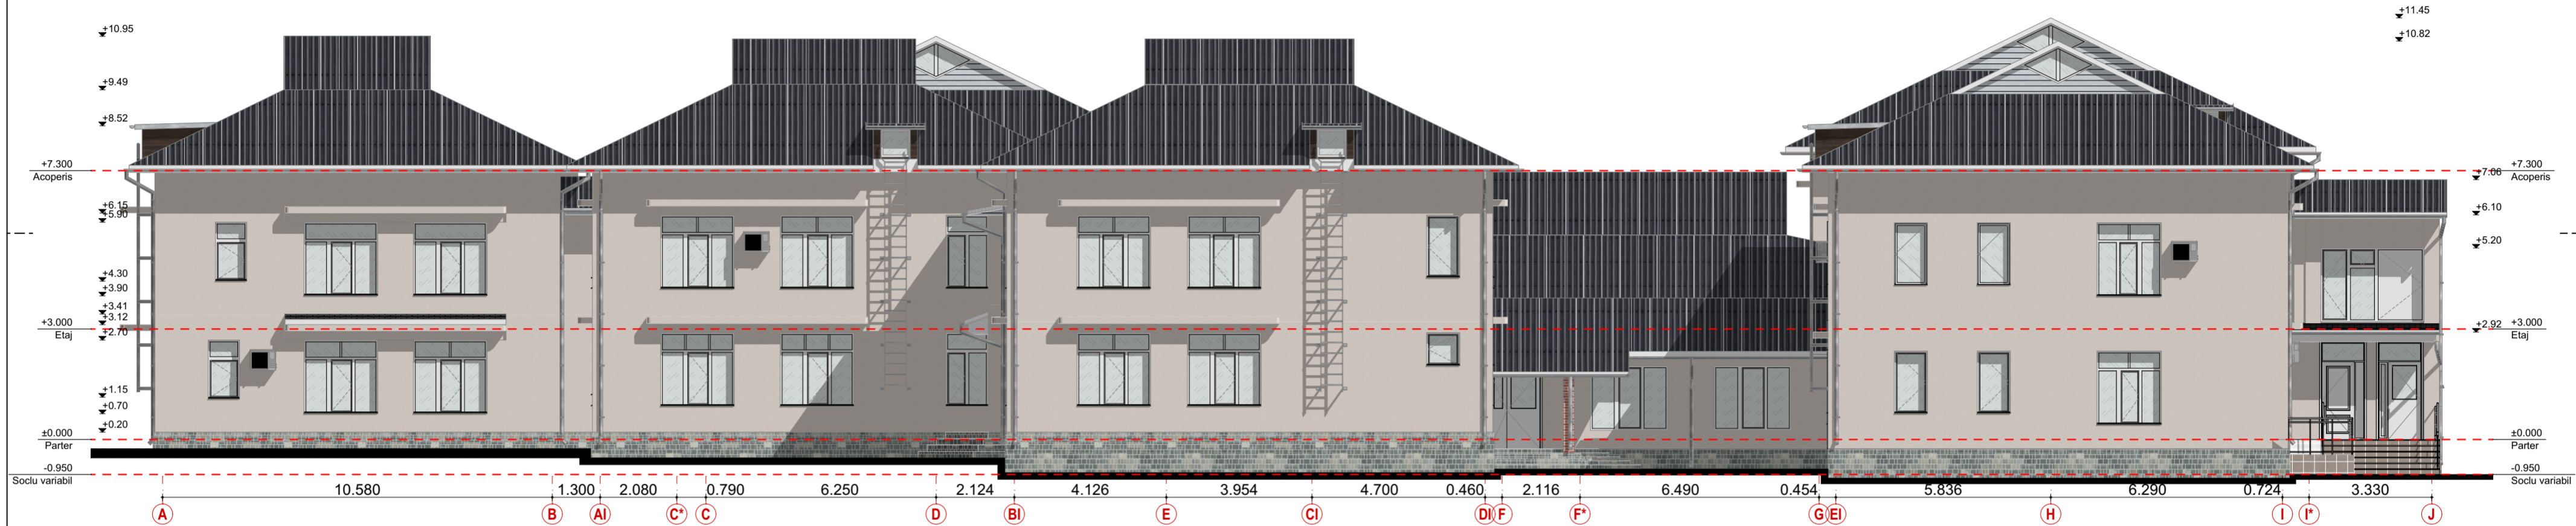 +10.95
+9.49
+8.52
+7.300
Acoperis
+6.15
+5.90
+4.30
+3.90
+3.41
+3.12
+3.000
Etaj
+2.70
+1.15
+0.70
+0.20
±0.000
Parter
-0.950
Soclu variabil
+11.45
+10.82
+7.300
Acoperis
+7.06
+6.10
+5.20
+2.92
+3.000
Etaj
±0.000
Parter
-0.950
Soclu variabil
10.580 1.300 2.080 0.790 6.250 2.124 4.126 3.954 4.700 0.460 2.116 6.490 0.454 5.836 6.290 0.724 3.330
A B AI C* C D BI E CI DI F F* G EI H I I* J